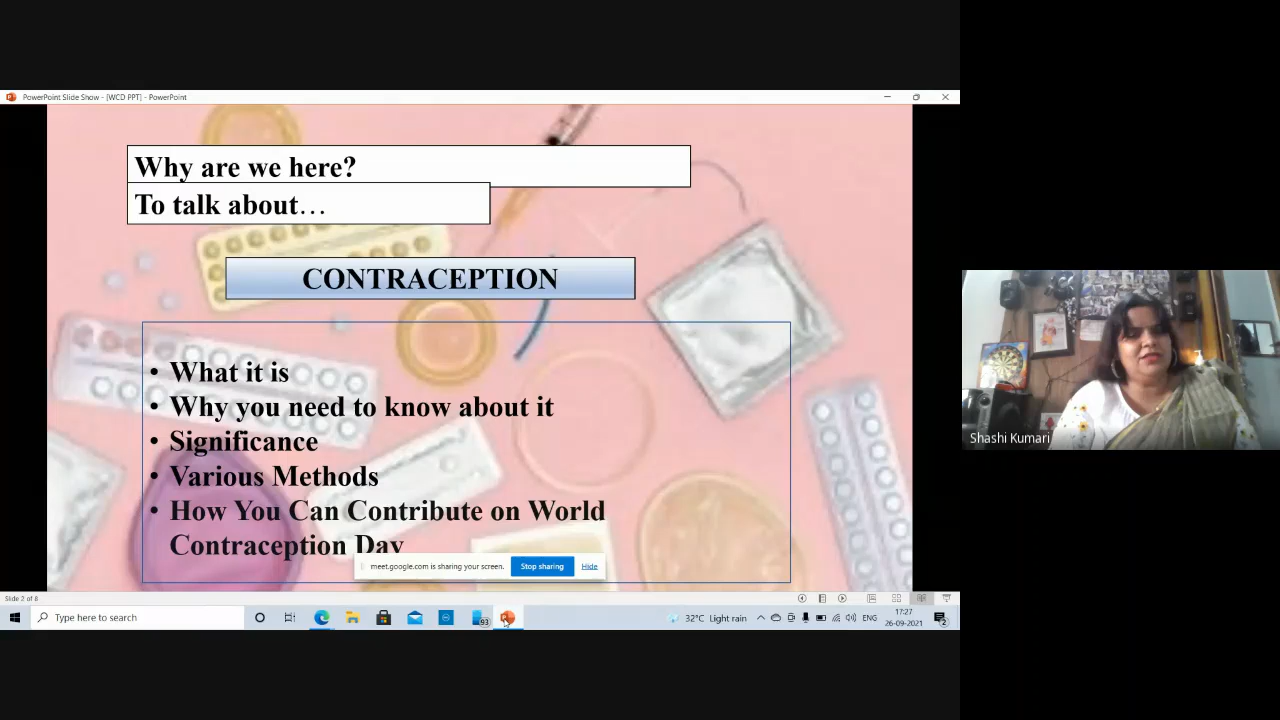 PowerPoint Slide Show - [WCD PPT] - PowerPoint
Why are we here?
To talk about…
CONTRACEPTION
• What it is
• Why you need to know about it
• Significance
• Various Methods
• How You Can Contribute on World
Contraception Day
meet.google.com is sharing your screen. Stop sharing Hide
Slide 2 of 8
Type here to search
93
32°C Light rain
ENG
17:27
26-09-2021
2
Shashi Kumari